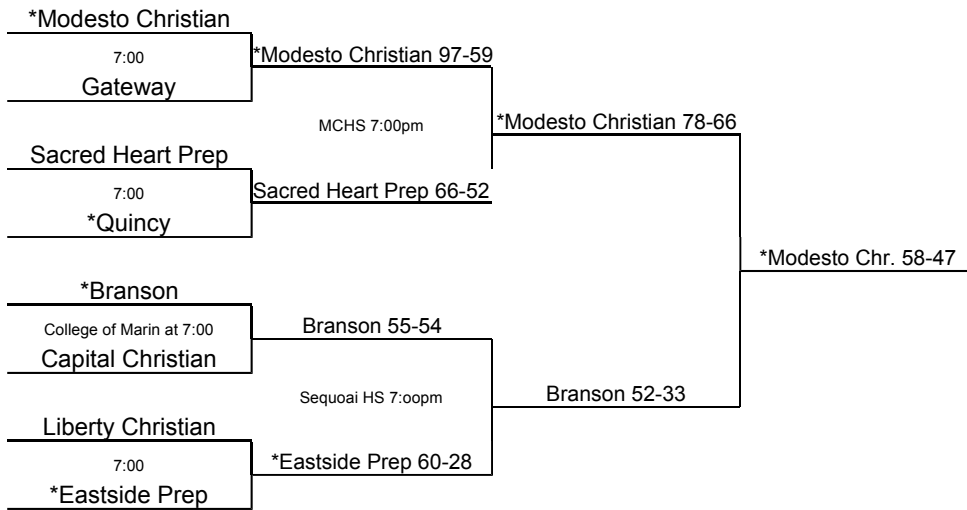 *Modesto Christian
7:00
Gateway
*Modesto Christian 97-59
MCHS 7:00pm
*Modesto Christian 78-66
Sacred Heart Prep
7:00
*Quincy
Sacred Heart Prep 66-52
*Modesto Chr. 58-47
*Branson
College of Marin at 7:00
Capital Christian
Branson 55-54
Sequoai HS 7:oopm
Branson 52-33
Liberty Christian
7:00
*Eastside Prep
*Eastside Prep 60-28